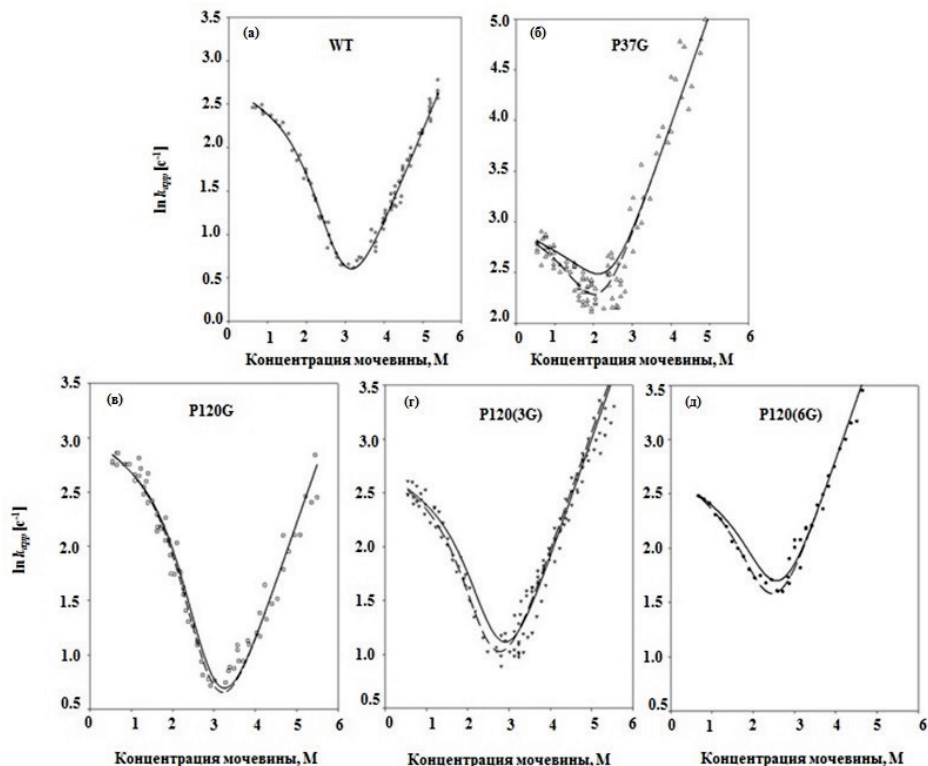 (а)
WT
3.5
3.0
2.5
2.0
1.5
1.0
0.5
0.0
ln k_app [с⁻¹]
0 1 2 3 4 5 6
Концентрация мочевины, М
(б)
P37G
5.0
4.5
4.0
3.5
3.0
2.5
2.0
0 1 2 3 4 5 6
Концентрация мочевины, М
(в)
P120G
3.5
3.0
2.5
2.0
1.5
1.0
0.5
ln k_app [с⁻¹]
0 1 2 3 4 5 6
Концентрация мочевины, М
(г)
P120(3G)
3.5
3.0
2.5
2.0
1.5
1.0
0.5
0 1 2 3 4 5 6
Концентрация мочевины, М
(д)
P120(6G)
3.5
3.0
2.5
2.0
1.5
1.0
0.5
0 1 2 3 4 5 6
Концентрация мочевины, М